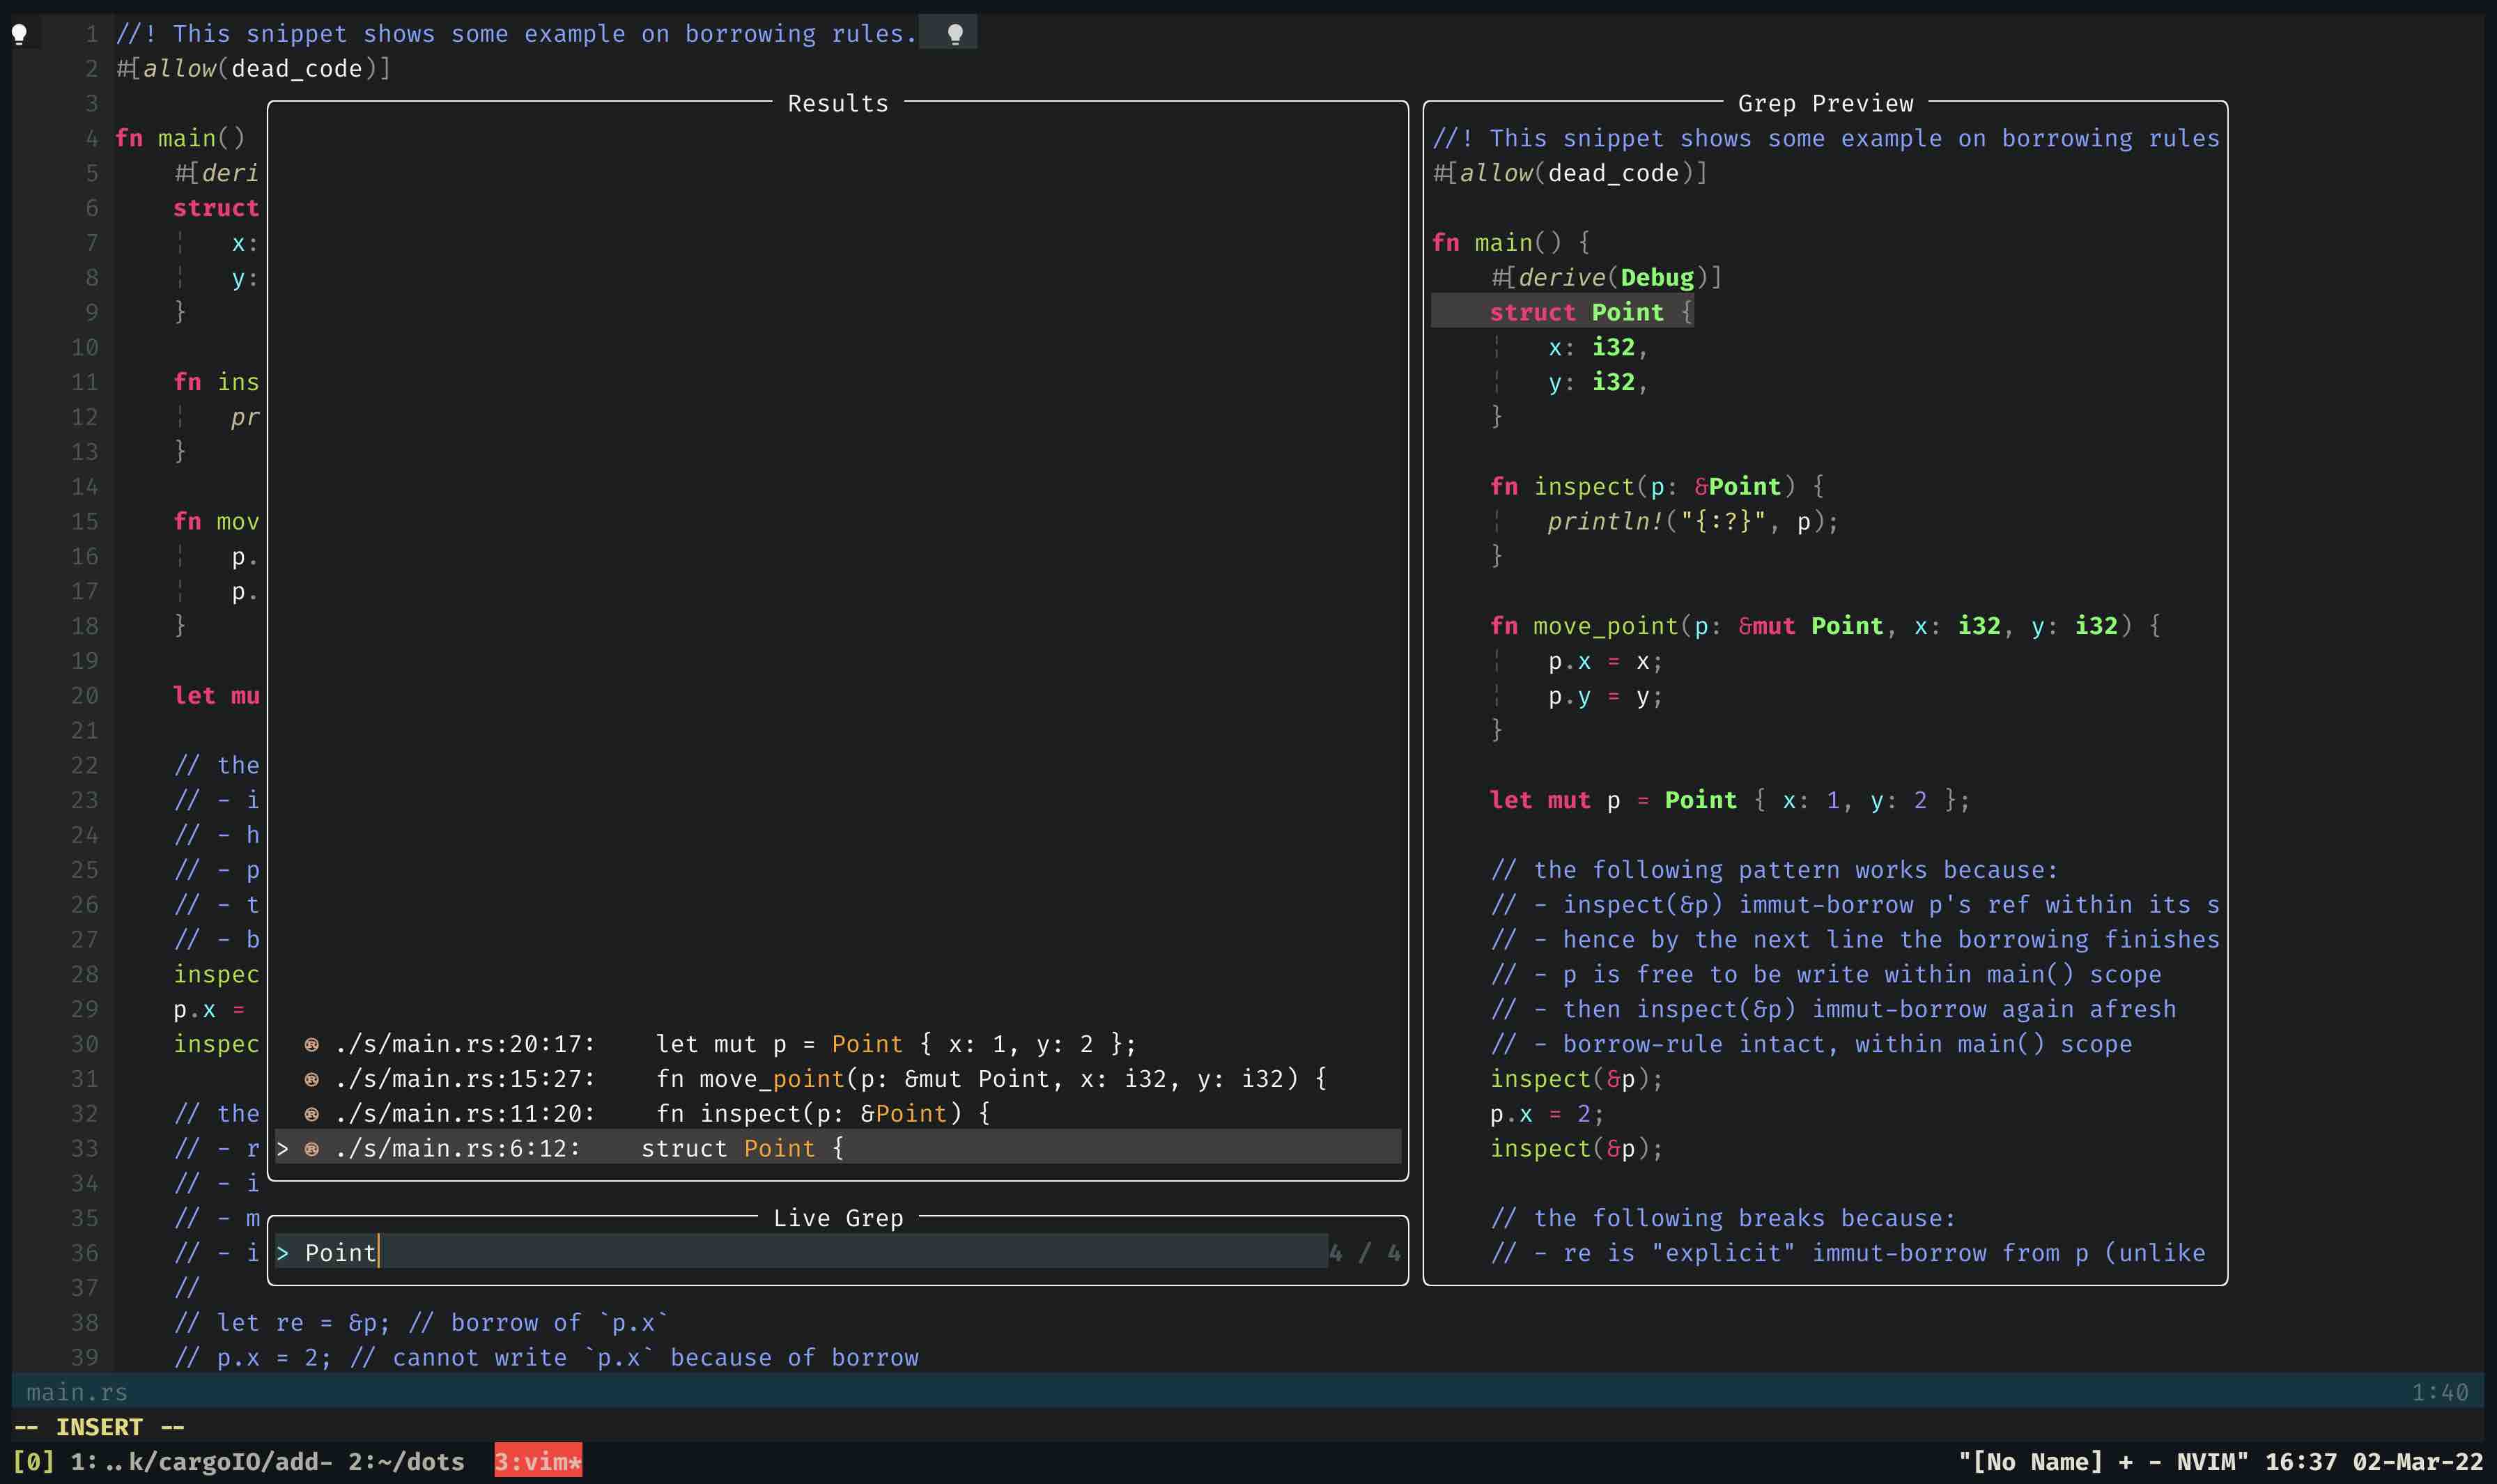 1 //! This snippet shows some example on borrowing rules.
2 #[allow(dead_code)]
3
4 fn main()
5 #[deri
6 struct
7 x:
8 y:
9 }
10
11 fn ins
12 pr
13 }
14
15 fn mov
16 p.
17 p.
18 }
19
20 let mu
21
22 // the
23 // - i
24 // - h
25 // - p
26 // - t
27 // - b
28 inspec
29 p.x =
30 inspec
31
32 // the
33 // - r
34 // - i
35 // - m
36 // - i
37 //
38 // let re = &p; // borrow of `p.x`
39 // p.x = 2; // cannot write `p.x` because of borrow
Results
./s/main.rs:20:17:    let mut p = Point { x: 1, y: 2 };
./s/main.rs:15:27:    fn move_point(p: &mut Point, x: i32, y: i32) {
./s/main.rs:11:20:    fn inspect(p: &Point) {
> ./s/main.rs:6:12:    struct Point {
Live Grep
> Point 4 / 4
Grep Preview
//! This snippet shows some example on borrowing rules
#[allow(dead_code)]
fn main() {
#[derive(Debug)]
struct Point {
x: i32,
y: i32,
}
fn inspect(p: &Point) {
println!("{:?}", p);
}
fn move_point(p: &mut Point, x: i32, y: i32) {
p.x = x;
p.y = y;
}
let mut p = Point { x: 1, y: 2 };
// the following pattern works because:
// - inspect(&p) immut-borrow p's ref within its s
// - hence by the next line the borrowing finishes
// - p is free to be write within main() scope
// - then inspect(&p) immut-borrow again afresh
// - borrow-rule intact, within main() scope
inspect(&p);
p.x = 2;
inspect(&p);
// the following breaks because:
// - re is "explicit" immut-borrow from p (unlike
main.rs 1:40
-- INSERT --
[0] 1:..k/cargoIO/add- 2:~/dots 3:vim* "[No Name] + - NVIM" 16:37 02-Mar-22